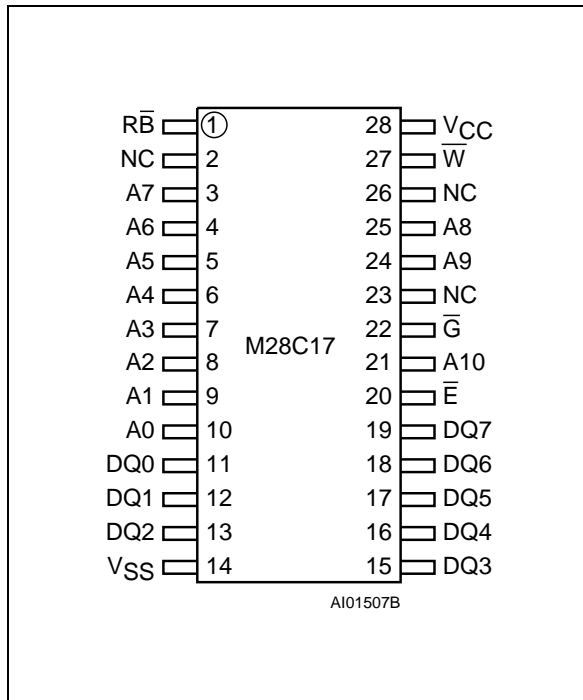 RB̅ 1 28 VCC
NC 2 27 W̅
A7 3 26 NC
A6 4 25 A8
A5 5 24 A9
A4 6 23 NC
A3 7 22 G̅
M28C17
A2 8 21 A10
A1 9 20 E̅
A0 10 19 DQ7
DQ0 11 18 DQ6
DQ1 12 17 DQ5
DQ2 13 16 DQ4
VSS 14 15 DQ3
AI01507B